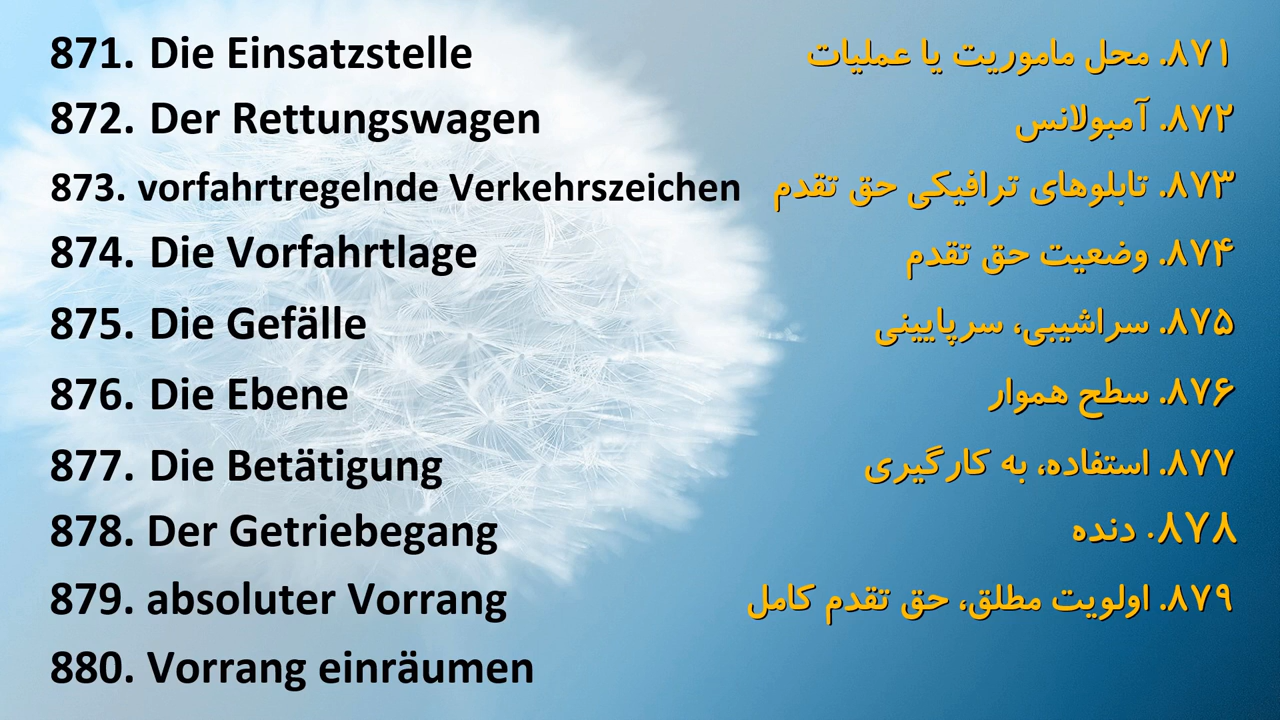 871. Die Einsatzstelle
۸۷۱. محل ماموریت یا عملیات
872. Der Rettungswagen
۸۷۲. آمبولانس
873. vorfahrtregelnde Verkehrszeichen
۸۷۳. تابلوهای ترافیکی حق تقدم
874. Die Vorfahrtlage
۸۷۴. وضعیت حق تقدم
875. Die Gefälle
۸۷۵. سراشیبی، سرپایینی
876. Die Ebene
۸۷۶. سطح هموار
877. Die Betätigung
۸۷۷. استفاده، به کارگیری
878. Der Getriebegang
۸۷۸. دنده
879. absoluter Vorrang
۸۷۹. اولویت مطلق، حق تقدم کامل
880. Vorrang einräumen